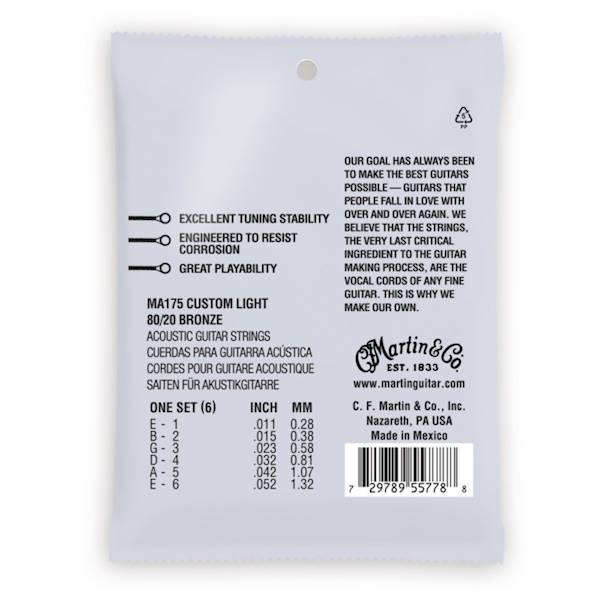 5
PP
OUR GOAL HAS ALWAYS BEEN
TO MAKE THE BEST GUITARS
POSSIBLE — GUITARS THAT
PEOPLE FALL IN LOVE WITH
OVER AND OVER AGAIN. WE
BELIEVE THAT THE STRINGS,
THE VERY LAST CRITICAL
INGREDIENT TO THE GUITAR
MAKING PROCESS, ARE THE
VOCAL CORDS OF ANY FINE
GUITAR. THIS IS WHY WE
MAKE OUR OWN.
EXCELLENT TUNING STABILITY
ENGINEERED TO RESIST
CORROSION
GREAT PLAYABILITY
MA175 CUSTOM LIGHT
80/20 BRONZE
ACOUSTIC GUITAR STRINGS
CUERDAS PARA GUITARRA ACÚSTICA
CORDES POUR GUITARE ACOUSTIQUE
SAITEN FÜR AKUSTIKGITARRE
ONE SET (6) INCH MM
E - 1 .011 0.28
B - 2 .015 0.38
G - 3 .023 0.58
D - 4 .032 0.81
A - 5 .042 1.07
E - 6 .052 1.32
CF Martin & Co.
EST. 1833
www.martinguitar.com
C. F. Martin & Co., Inc.
Nazareth, PA USA
Made in Mexico
7 29789 55778 8